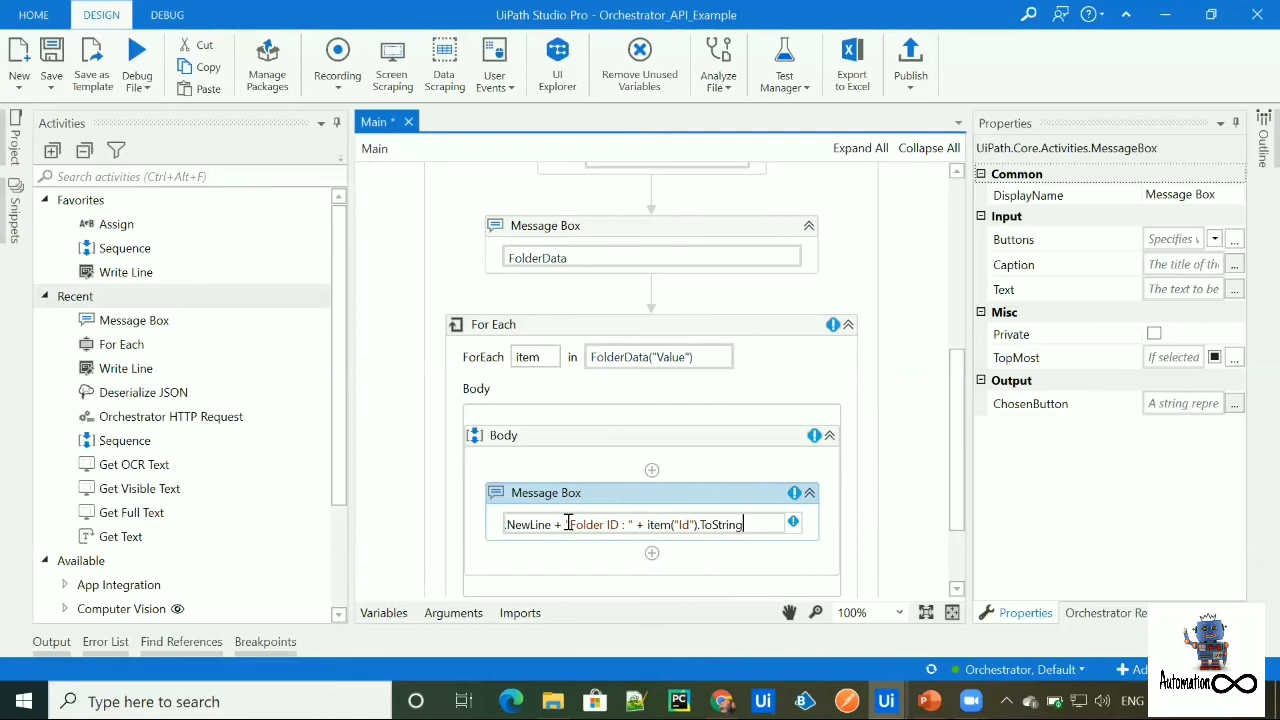 HOME
DESIGN
DEBUG
UiPath Studio Pro - Orchestrator_API_Example
New
Save
Save as Template
Debug File
Cut
Copy
Paste
Manage Packages
Recording
Screen Scraping
Data Scraping
User Events
UI Explorer
Remove Unused Variables
Analyze File
Test Manager
Export to Excel
Publish
Project
Snippets
Activities
Search activities (Ctrl+Alt+F)
Favorites
Assign
Sequence
Write Line
Recent
Message Box
For Each
Write Line
Deserialize JSON
Orchestrator HTTP Request
Sequence
Get OCR Text
Get Visible Text
Get Full Text
Get Text
Available
App Integration
Computer Vision
Main *
Main
Expand All
Collapse All
Message Box
FolderData
For Each
ForEach item in FolderData("Value")
Body
Body
Message Box
.NewLine + "Folder ID : " + item("Id").ToString
Variables
Arguments
Imports
100%
Properties
UiPath.Core.Activities.MessageBox
Common
DisplayName Message Box
Input
Buttons Specifies
Caption The title of th
Text The text to be
Misc
Private
TopMost If selected
Output
ChosenButton A string repre
Properties
Orchestrator Re
Outline
Output
Error List
Find References
Breakpoints
Orchestrator, Default
Type here to search
PC
Ui
Ui
ENG
Automation